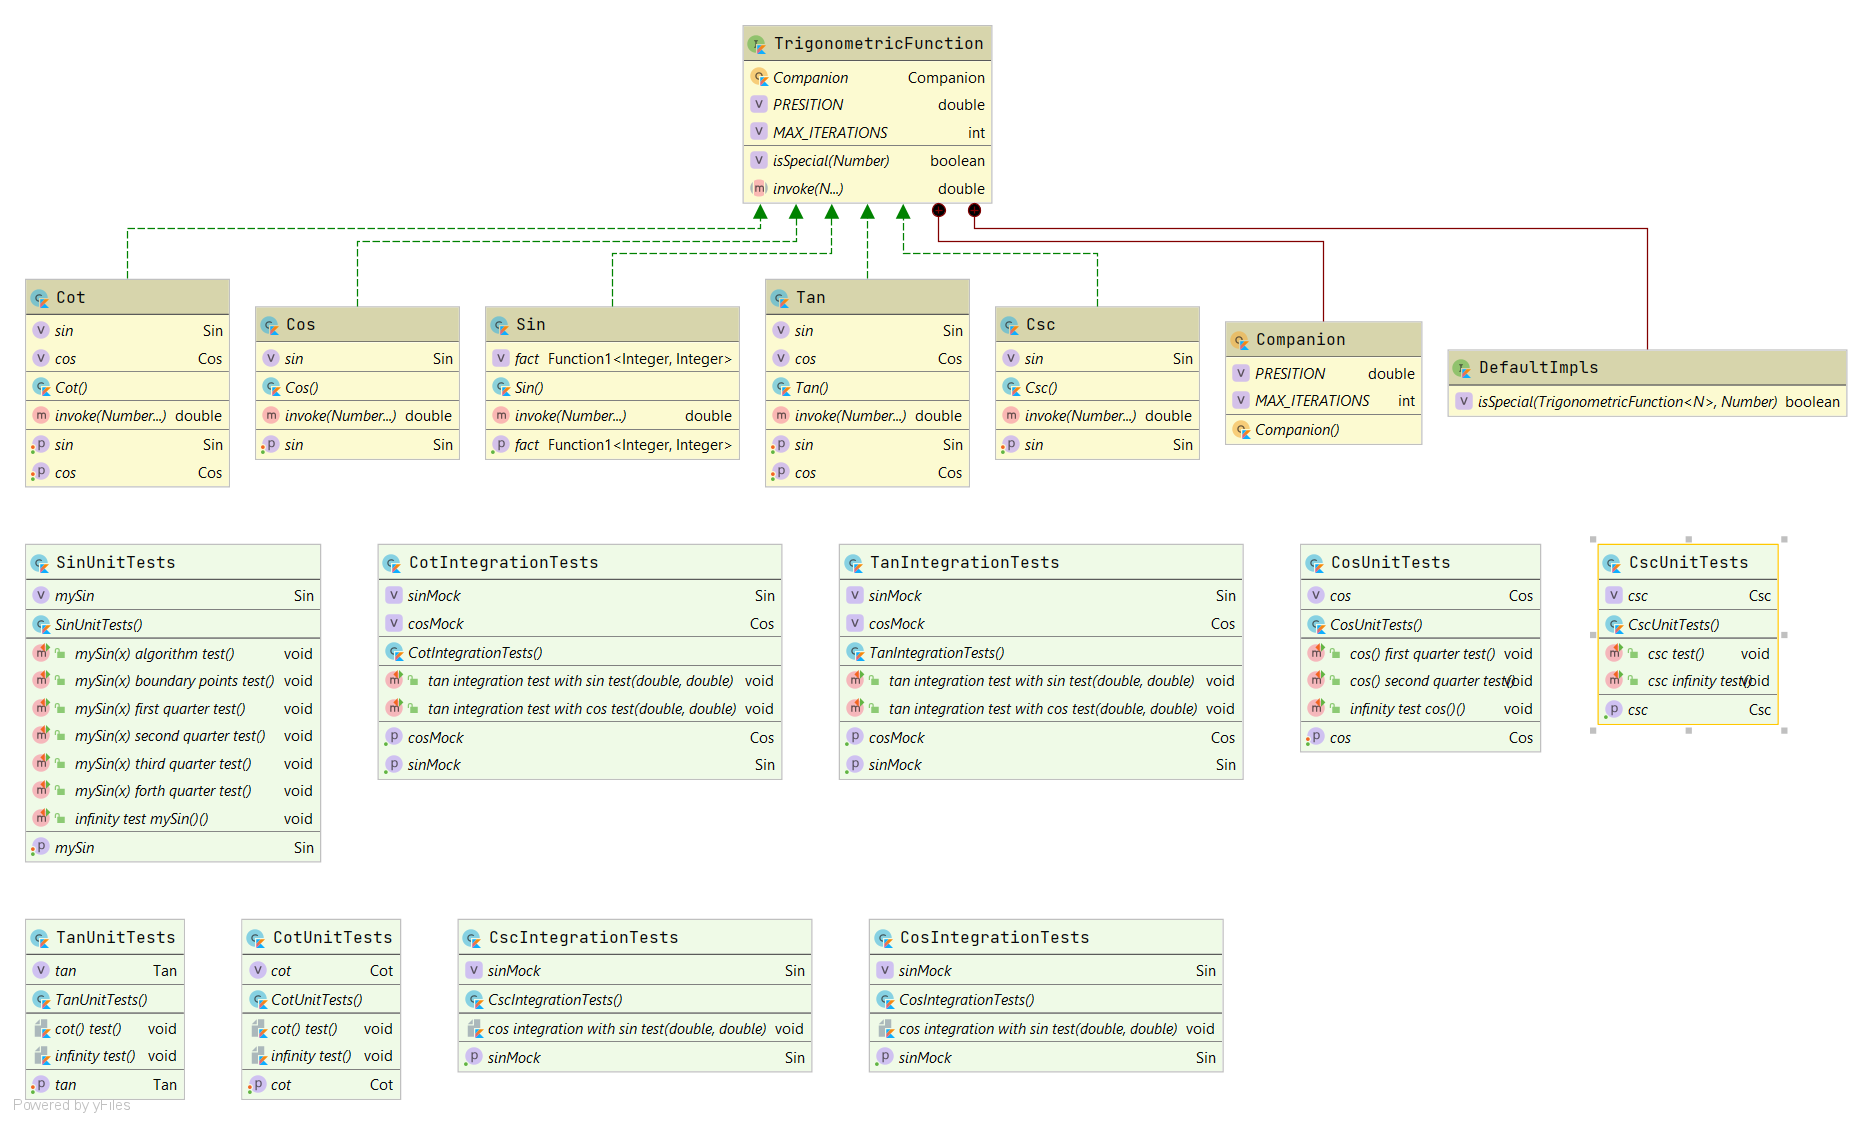 TrigonometricFunction
Companion Companion
PRESITION double
MAX_ITERATIONS int
isSpecial(Number) boolean
invoke(N...) double
Cot
sin Sin
cos Cos
Cot()
invoke(Number...) double
sin Sin
cos Cos
Cos
sin Sin
Cos()
invoke(Number...) double
sin Sin
Sin
fact Function1<Integer, Integer>
Sin()
invoke(Number...) double
fact Function1<Integer, Integer>
Tan
sin Sin
cos Cos
Tan()
invoke(Number...) double
sin Sin
cos Cos
Csc
sin Sin
Csc()
invoke(Number...) double
sin Sin
Companion
PRESITION double
MAX_ITERATIONS int
Companion()
DefaultImpls
isSpecial(TrigonometricFunction<N>, Number) boolean
SinUnitTests
mySin Sin
SinUnitTests()
mySin(x) algorithm test() void
mySin(x) boundary points test() void
mySin(x) first quarter test() void
mySin(x) second quarter test() void
mySin(x) third quarter test() void
mySin(x) forth quarter test() void
infinity test mySin()() void
mySin Sin
CotIntegrationTests
sinMock Sin
cosMock Cos
CotIntegrationTests()
tan integration test with sin test(double, double) void
tan integration test with cos test(double, double) void
cosMock Cos
sinMock Sin
TanIntegrationTests
sinMock Sin
cosMock Cos
TanIntegrationTests()
tan integration test with sin test(double, double) void
tan integration test with cos test(double, double) void
cosMock Cos
sinMock Sin
CosUnitTests
cos Cos
CosUnitTests()
cos() first quarter test() void
cos() second quarter test() void
infinity test cos()() void
cos Cos
CscUnitTests
csc Csc
CscUnitTests()
csc test() void
csc infinity test() void
csc Csc
TanUnitTests
tan Tan
TanUnitTests()
cot() test() void
infinity test() void
tan Tan
CotUnitTests
cot Cot
CotUnitTests()
cot() test() void
infinity test() void
cot Cot
CscIntegrationTests
sinMock Sin
CscIntegrationTests()
cos integration with sin test(double, double) void
sinMock Sin
CosIntegrationTests
sinMock Sin
CosIntegrationTests()
cos integration with sin test(double, double) void
sinMock Sin
Powered by yFiles